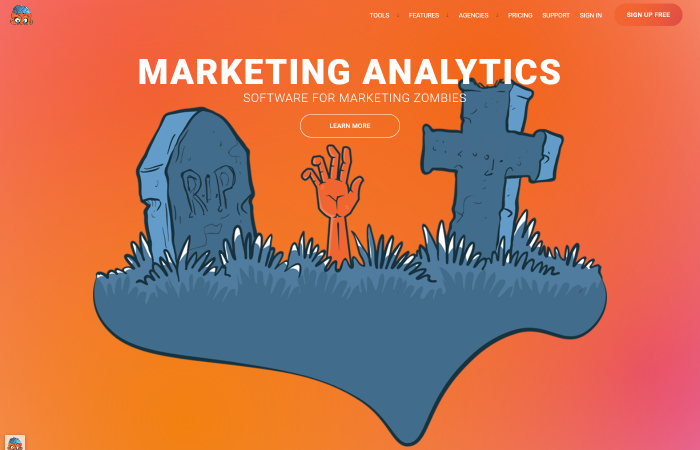 TOOLS
FEATURES
AGENCIES
PRICING
SUPPORT
SIGN IN
SIGN UP FREE
MARKETING ANALYTICS
SOFTWARE FOR MARKETING ZOMBIES
LEARN MORE
RIP